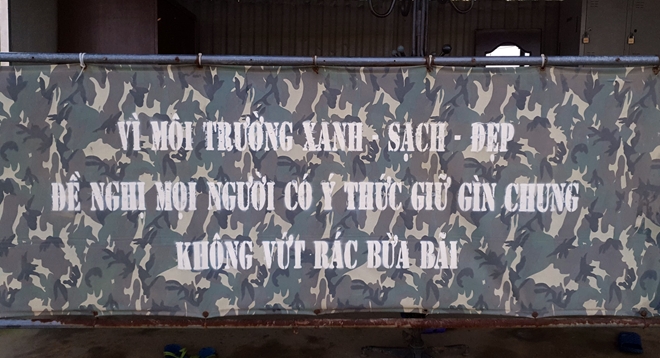 VÌ MÔI TRƯỜNG XANH - SẠCH - ĐẸP
ĐỀ NGHỊ MỌI NGƯỜI CÓ Ý THỨC GIỮ GÌN CHUNG
KHÔNG VỨT RÁC BỪA BÃI